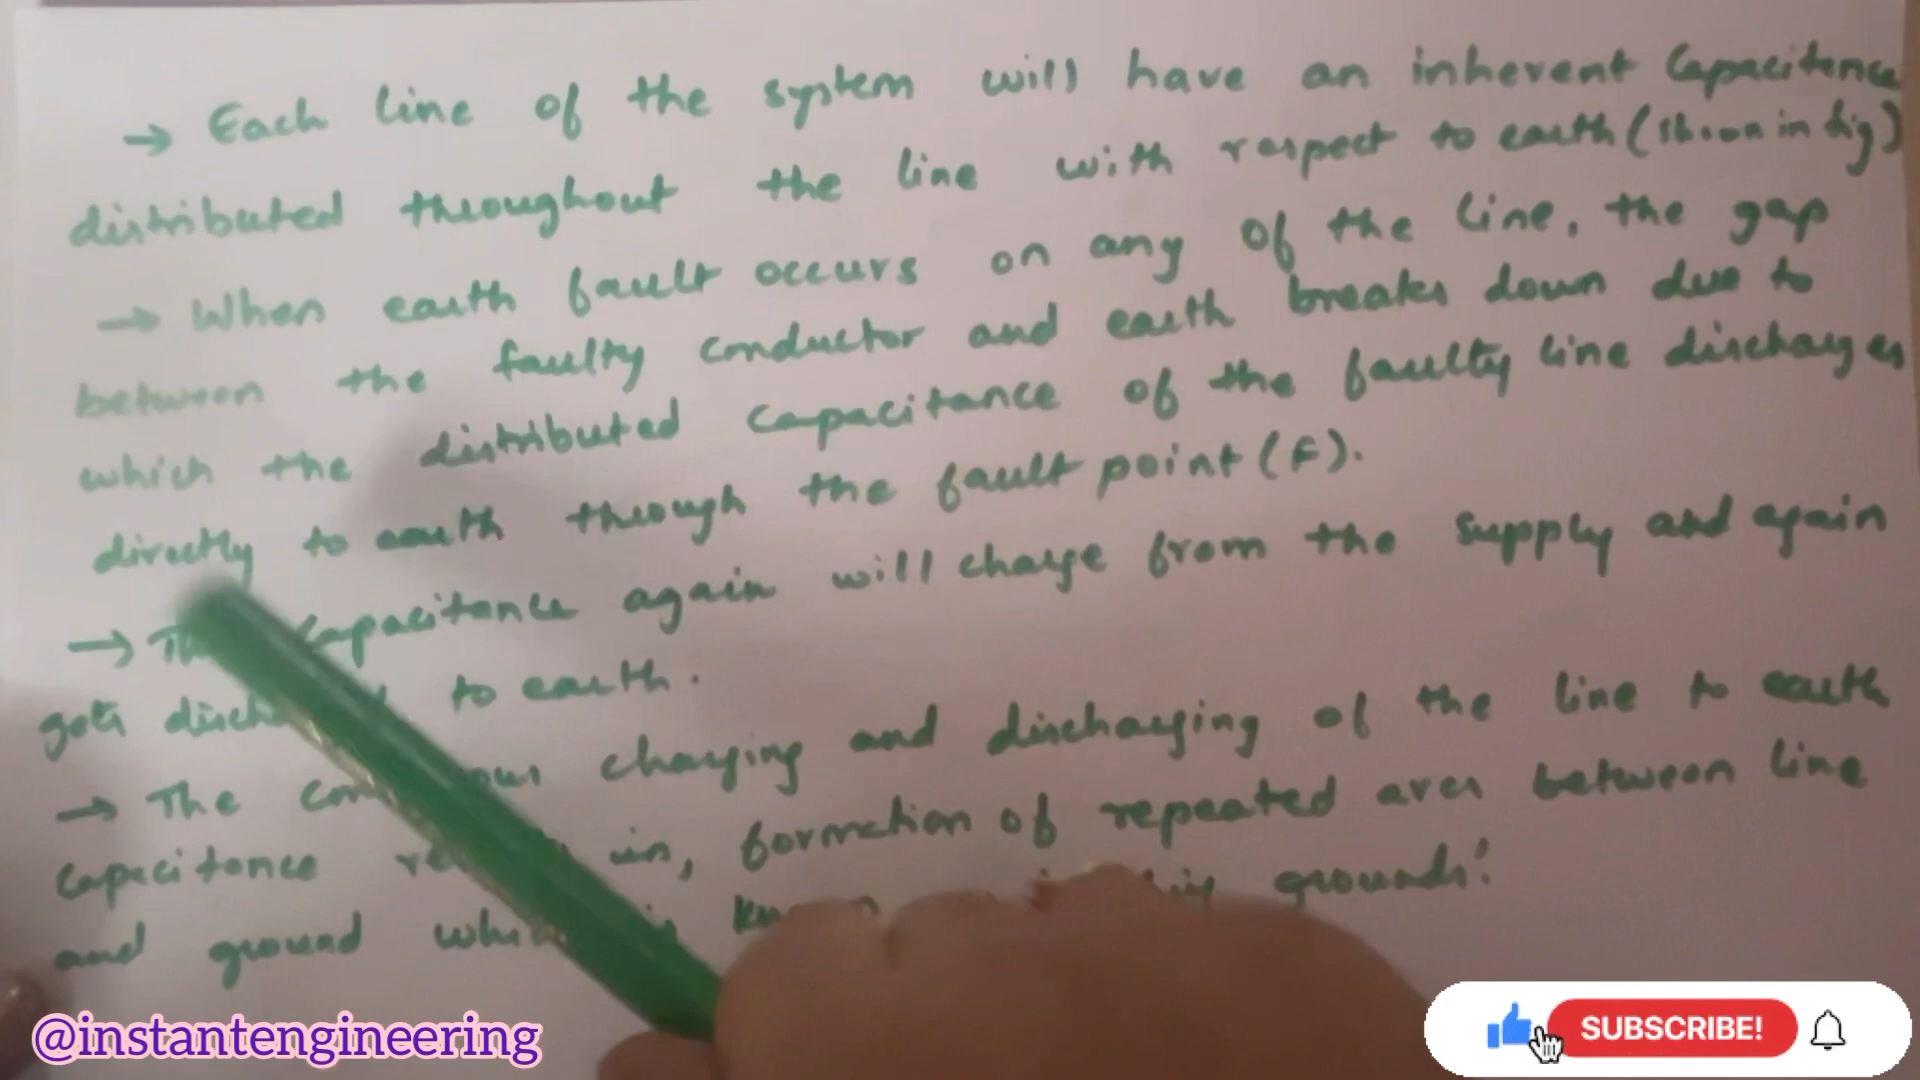 → Each line of the system will have an inherent capacitance
distributed throughout the line with respect to earth (shown in fig)
→ When earth fault occurs on any of the line, the gap
between the faulty conductor and earth breaks down due to
which the distributed capacitance of the faulty line discharges
directly to earth through the fault point (F).
→ capacitance again will charge from the supply and again
gets to earth.
→ The charging and discharging of the line to earth
capacitance in, formation of repeated arcs between line
and ground grounds!
@instantengineering
SUBSCRIBE!